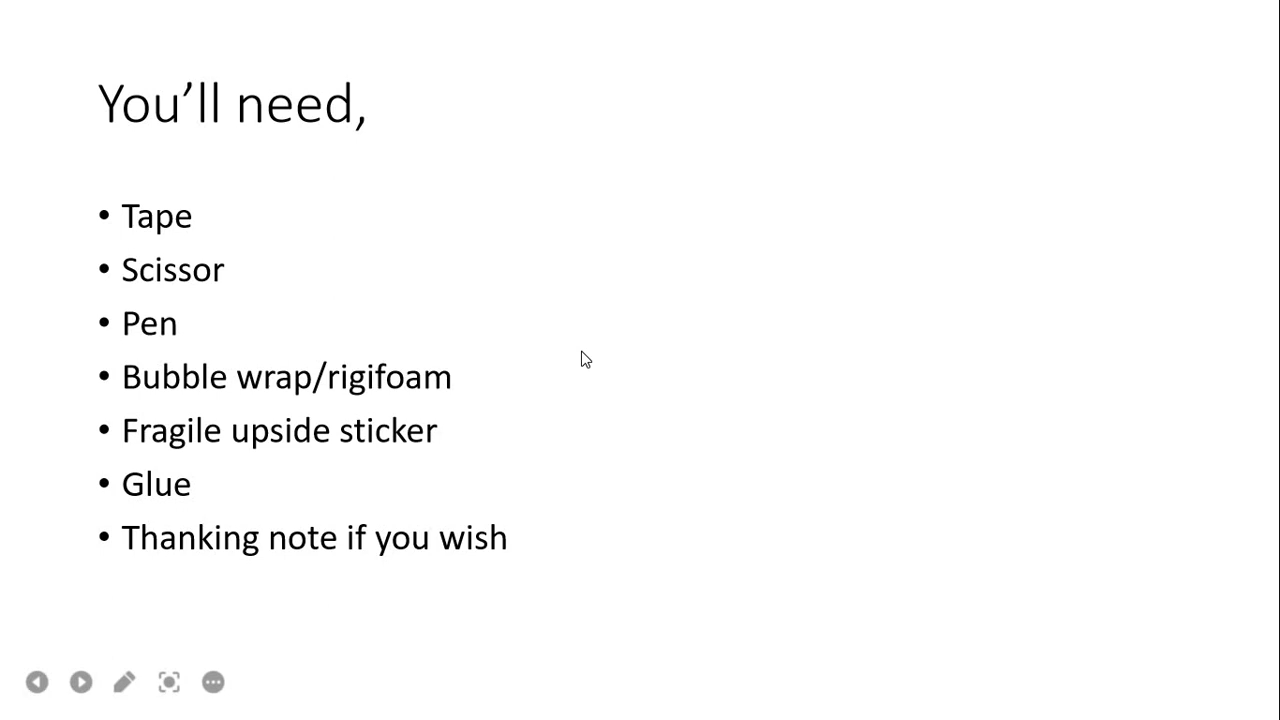 You’ll need,
• Tape
• Scissor
• Pen
• Bubble wrap/rigifoam
• Fragile upside sticker
• Glue
• Thanking note if you wish